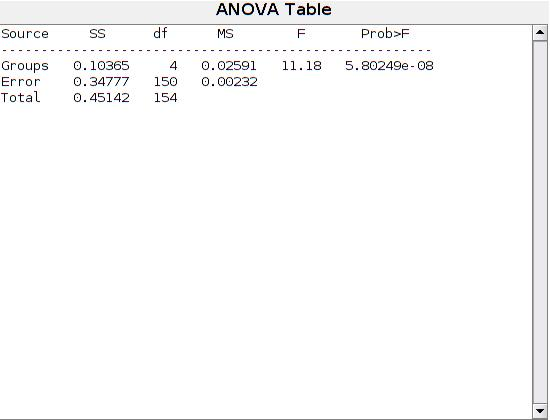 ANOVA Table
Source SS df MS F Prob>F
------------------------------------------------------
Groups 0.10365 4 0.02591 11.18 5.80249e-08
Error 0.34777 150 0.00232
Total 0.45142 154